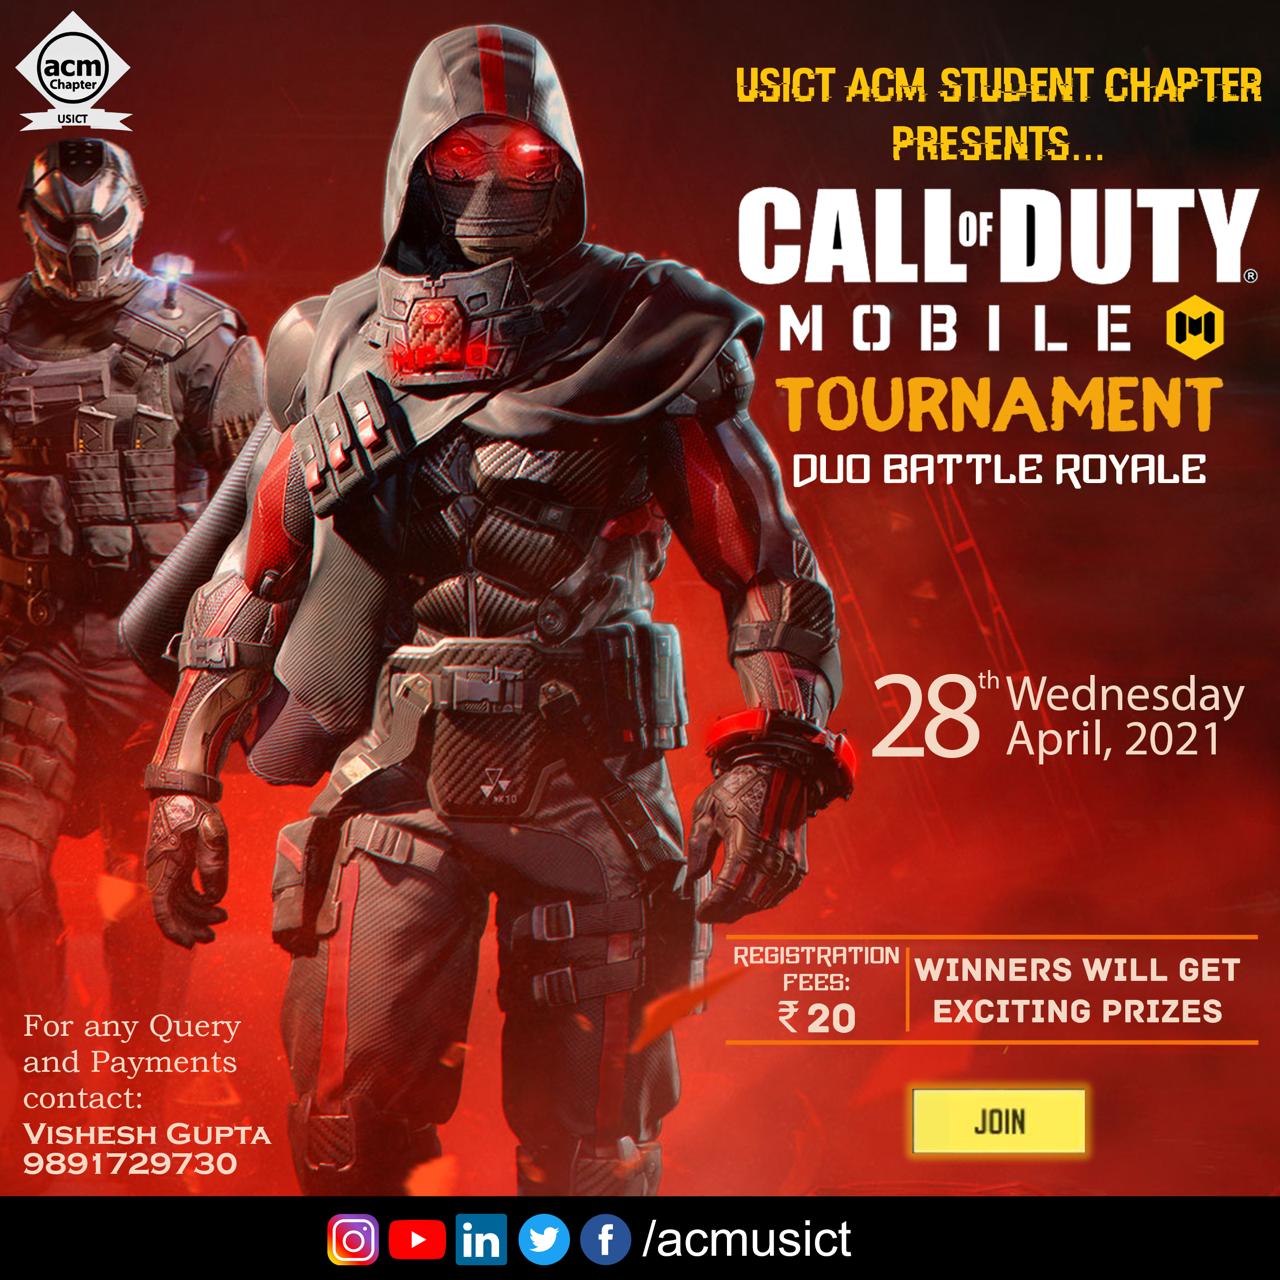 acm
Chapter
USICT
USICT ACM STUDENT CHAPTER
PRESENTS...
CALL OF DUTY®
MOBILE
TOURNAMENT
DUO BATTLE ROYALE
28th Wednesday
April, 2021
REGISTRATION
FEES:
₹ 20
WINNERS WILL GET
EXCITING PRIZES
JOIN
For any Query
and Payments
contact:
VISHESH GUPTA
9891729730
/acmusict